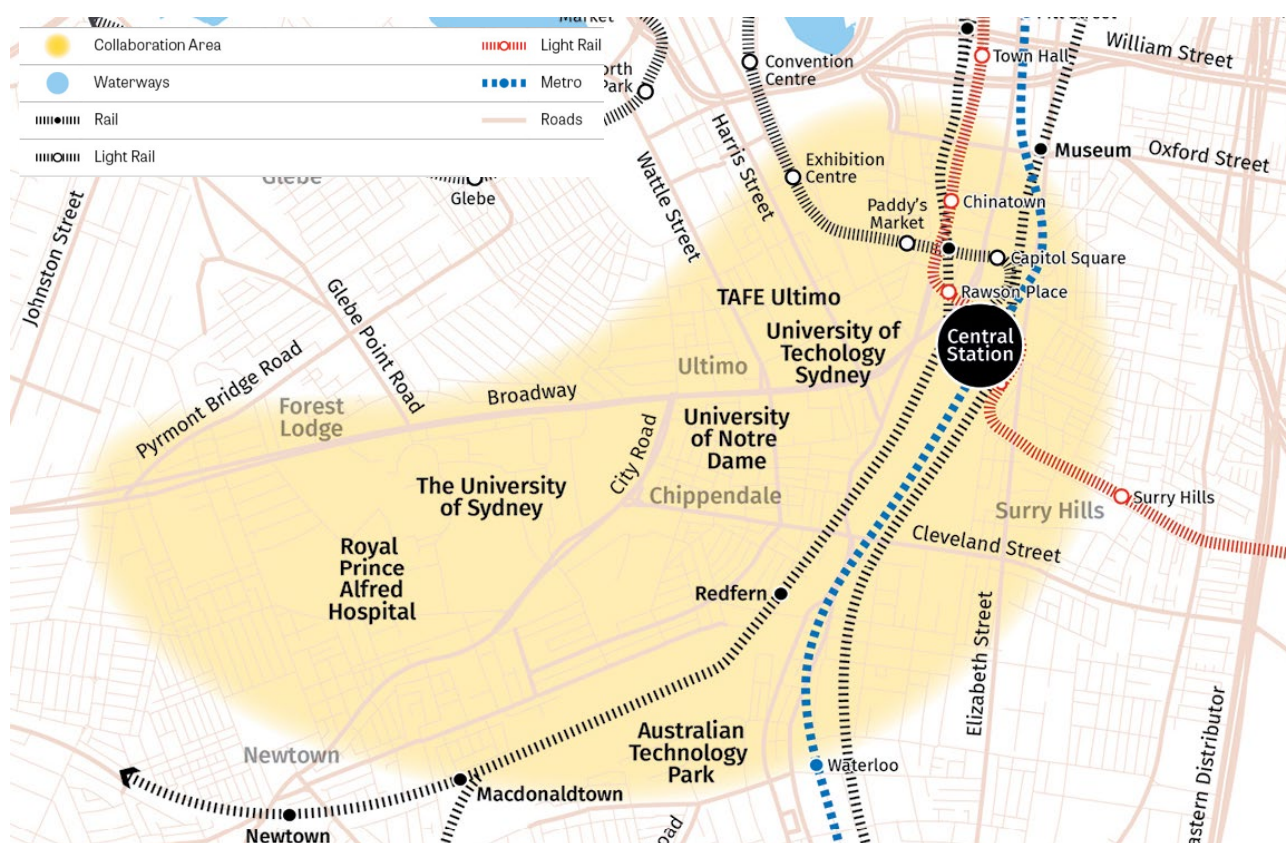 Market
Collaboration Area
Light Rail
Waterways
Metro
Rail
Roads
Light Rail
Park
Convention
Centre
Town Hall
William Street
Harris Street
Wattle Street
Museum
Oxford Street
Exhibition
Centre
Glebe
Glebe
Johnston Street
Chinatown
Paddy's
Market
Capitol Square
Rawson Place
TAFE Ultimo
University of
Techology
Sydney
Central
Station
Glebe Point Road
Pyrmont Bridge Road
Ultimo
Broadway
Forest
Lodge
University
of Notre
Dame
City Road
The University
of Sydney
Chippendale
Surry Hills
Surry Hills
Cleveland Street
Royal
Prince
Alfred
Hospital
Redfern
Elizabeth Street
Australian
Technology
Park
Newtown
Waterloo
Macdonaldtown
Newtown
astern Distributor
oad